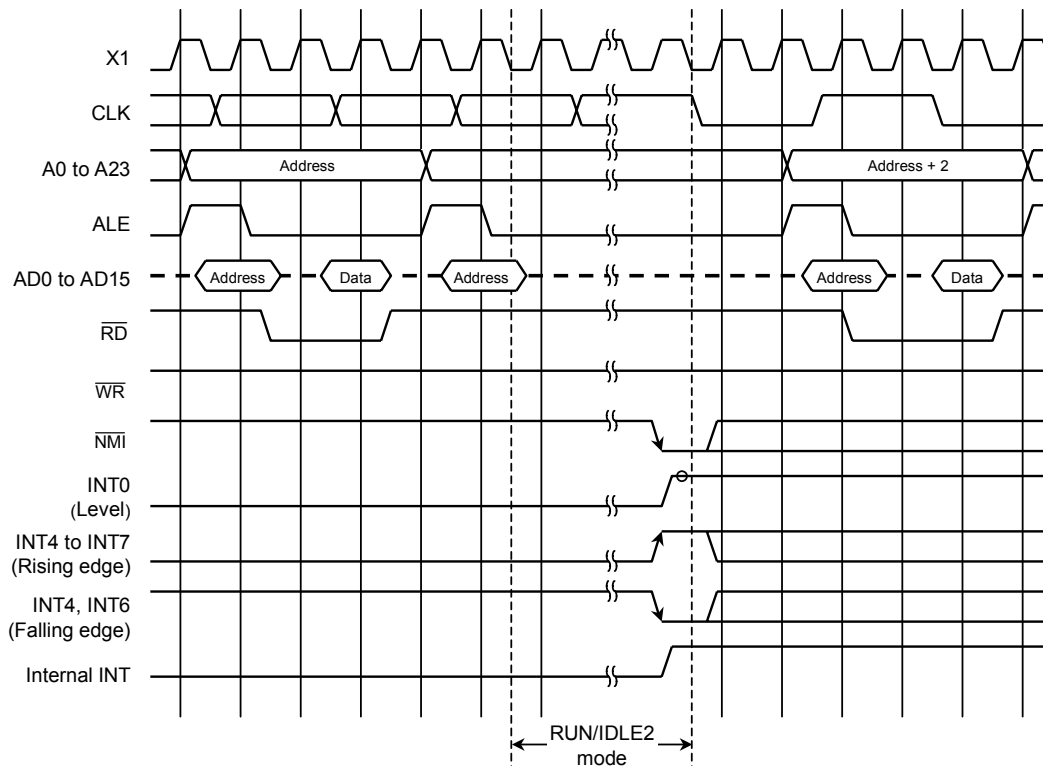 X1
CLK
A0 to A23
Address
Address + 2
ALE
AD0 to AD15
Address
Data
Address
Address
Data
RD
WR
NMI
INT0
(Level)
INT4 to INT7
(Rising edge)
INT4, INT6
(Falling edge)
Internal INT
RUN/IDLE2
mode